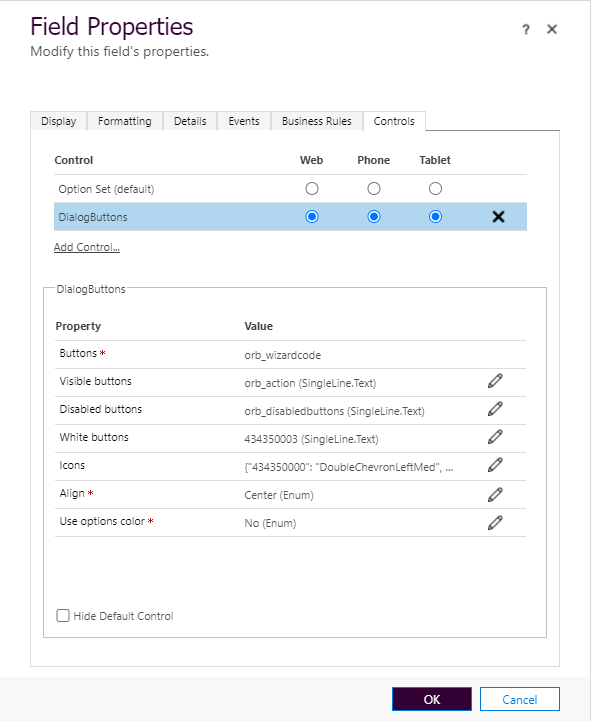 Field Properties
?
Modify this field's properties.
Display Formatting Details Events Business Rules Controls
Control Web Phone Tablet
Option Set (default)
DialogButtons
Add Control...
DialogButtons
Property Value
Buttons * orb_wizardcode
Visible buttons orb_action (SingleLine.Text)
Disabled buttons orb_disabledbuttons (SingleLine.Text)
White buttons 434350003 (SingleLine.Text)
Icons {"434350000": "DoubleChevronLeftMed", ...
Align * Center (Enum)
Use options color * No (Enum)
Hide Default Control
OK Cancel